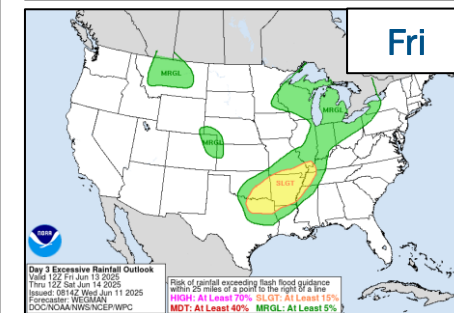 Fri
MRGL
MRGL
MRGL
SLGT
NOAA
Day 3 Excessive Rainfall Outlook
Valid 12Z Fri Jun 13 2025
Thru 12Z Sat Jun 14 2025
Issued: 0814Z Wed Jun 11 2025
Forecaster: WEGMAN
DOC/NOAA/NWS/NCEP/WPC
Risk of rainfall exceeding flash flood guidance
within 25 miles of a point to the right of a line
HIGH: At Least 70% SLGT: At Least 15%
MDT: At Least 40% MRGL: At Least 5%